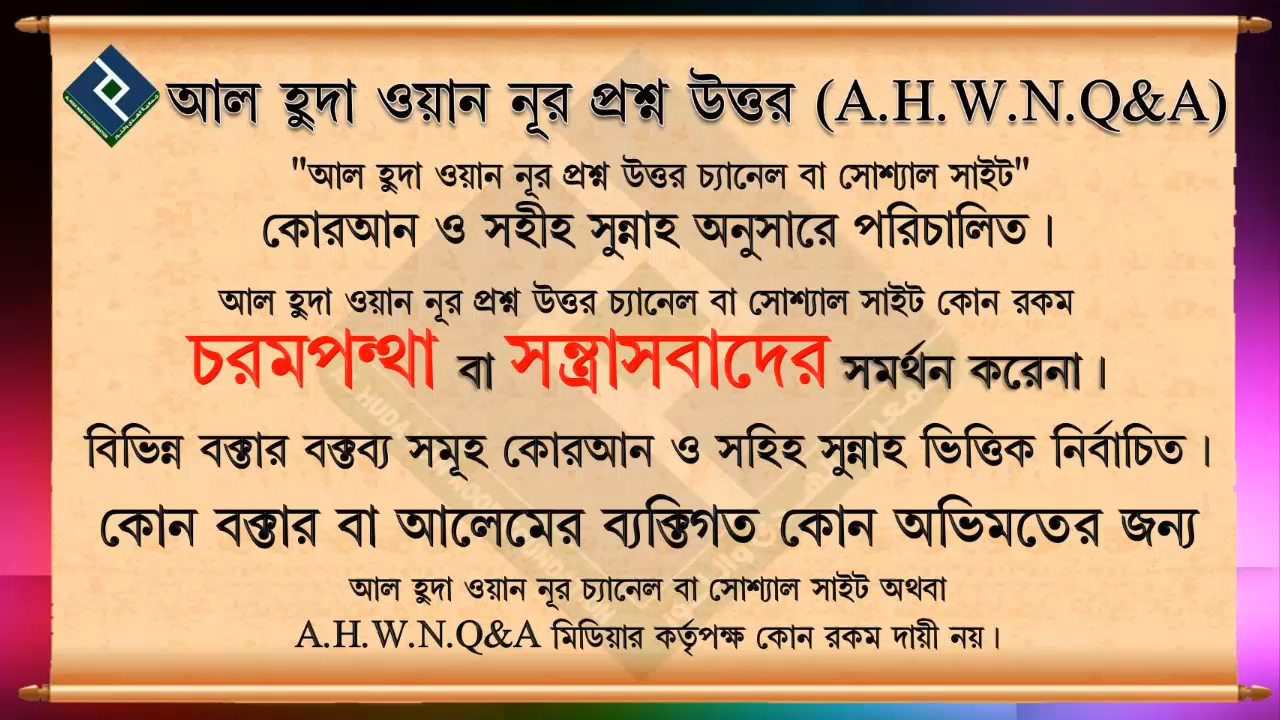 আল হুদা ওয়ান নূর প্রশ্ন উত্তর (A.H.W.N.Q&A)
"আল হুদা ওয়ান নূর প্রশ্ন উত্তর চ্যানেল বা সোশ্যাল সাইট"
কোরআন ও সহীহ সুন্নাহ অনুসারে পরিচালিত।
আল হুদা ওয়ান নূর প্রশ্ন উত্তর চ্যানেল বা সোশ্যাল সাইট কোন রকম
চরমপন্থা বা সন্ত্রাসবাদের সমর্থন করেনা।
বিভিন্ন বক্তার বক্তব্য সমূহ কোরআন ও সহিহ সুন্নাহ ভিত্তিক নির্বাচিত।
কোন বক্তার বা আলেমের ব্যক্তিগত কোন অভিমতের জন্য
আল হুদা ওয়ান নূর চ্যানেল বা সোশ্যাল সাইট অথবা
A.H.W.N.Q&A মিডিয়ার কর্তৃপক্ষ কোন রকম দায়ী নয়।